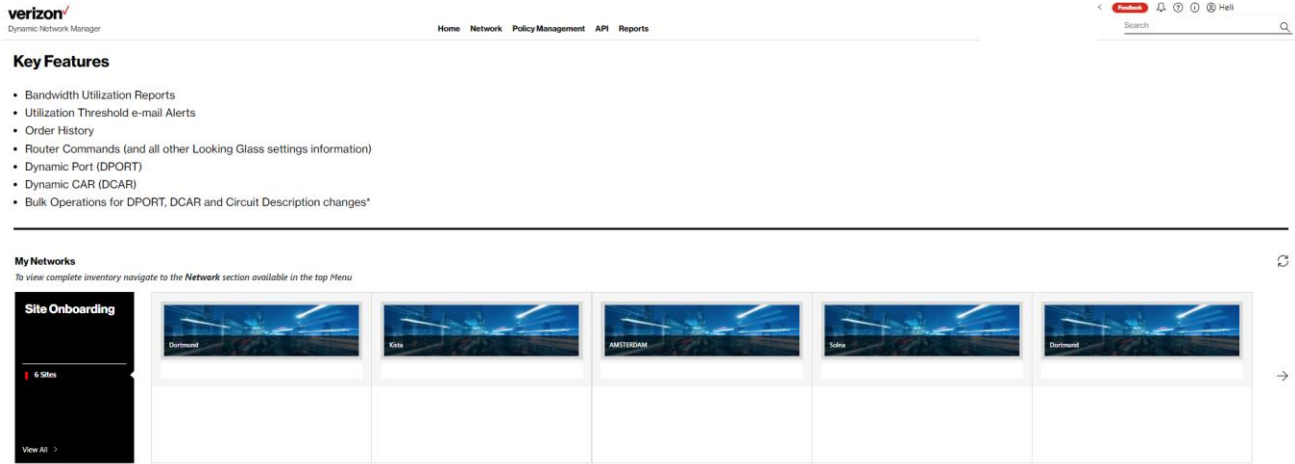 verizon✓
Dynamic Network Manager
Home Network Policy Management API Reports
Feedback
Hell
Search
Key Features
• Bandwidth Utilization Reports
• Utilization Threshold e-mail Alerts
• Order History
• Router Commands (and all other Looking Glass settings information)
• Dynamic Port (DPORT)
• Dynamic CAR (DCAR)
• Bulk Operations for DPORT, DCAR and Circuit Description changes*
My Networks
To view complete inventory navigate to the Network section available in the top Menu
Site Onboarding
6 Sites
View All >
Dortmund
Kista
AMSTERDAM
Solna
Dortmund